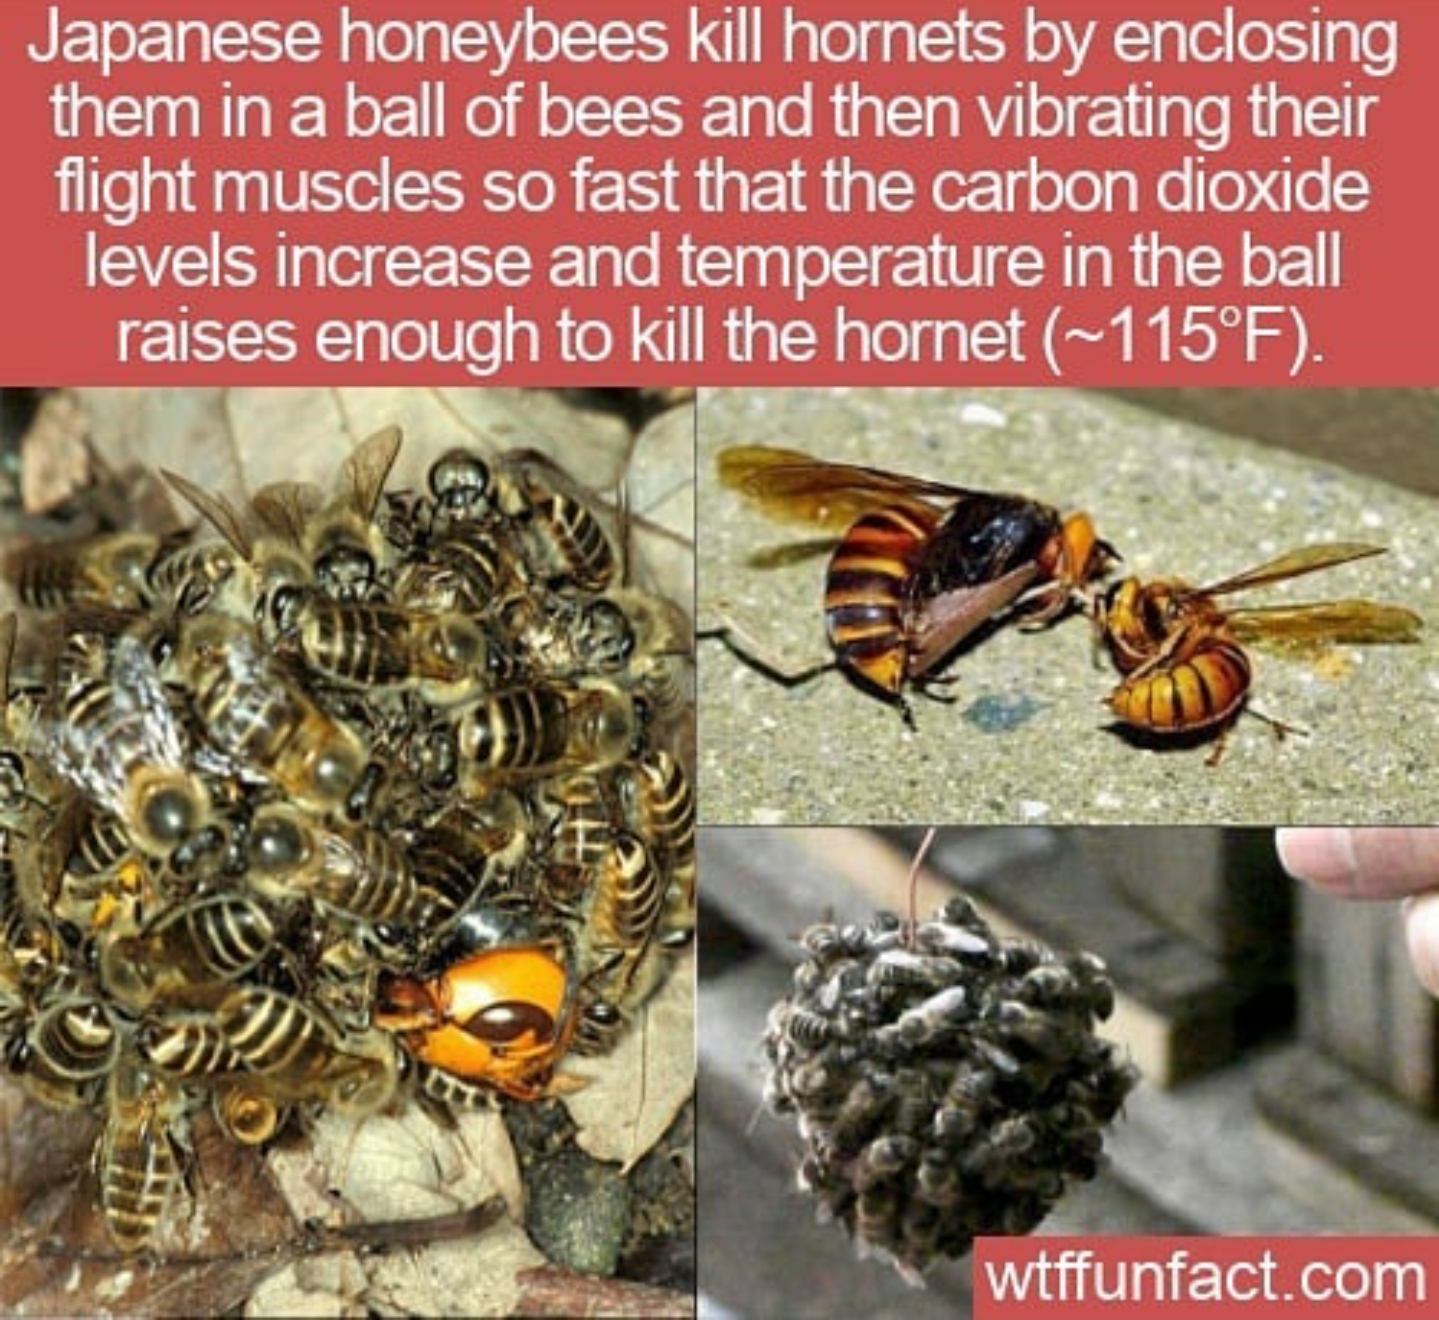 Japanese honeybees kill hornets by enclosing
them in a ball of bees and then vibrating their
flight muscles so fast that the carbon dioxide
levels increase and temperature in the ball
raises enough to kill the hornet (~115°F).
wtffunfact.com